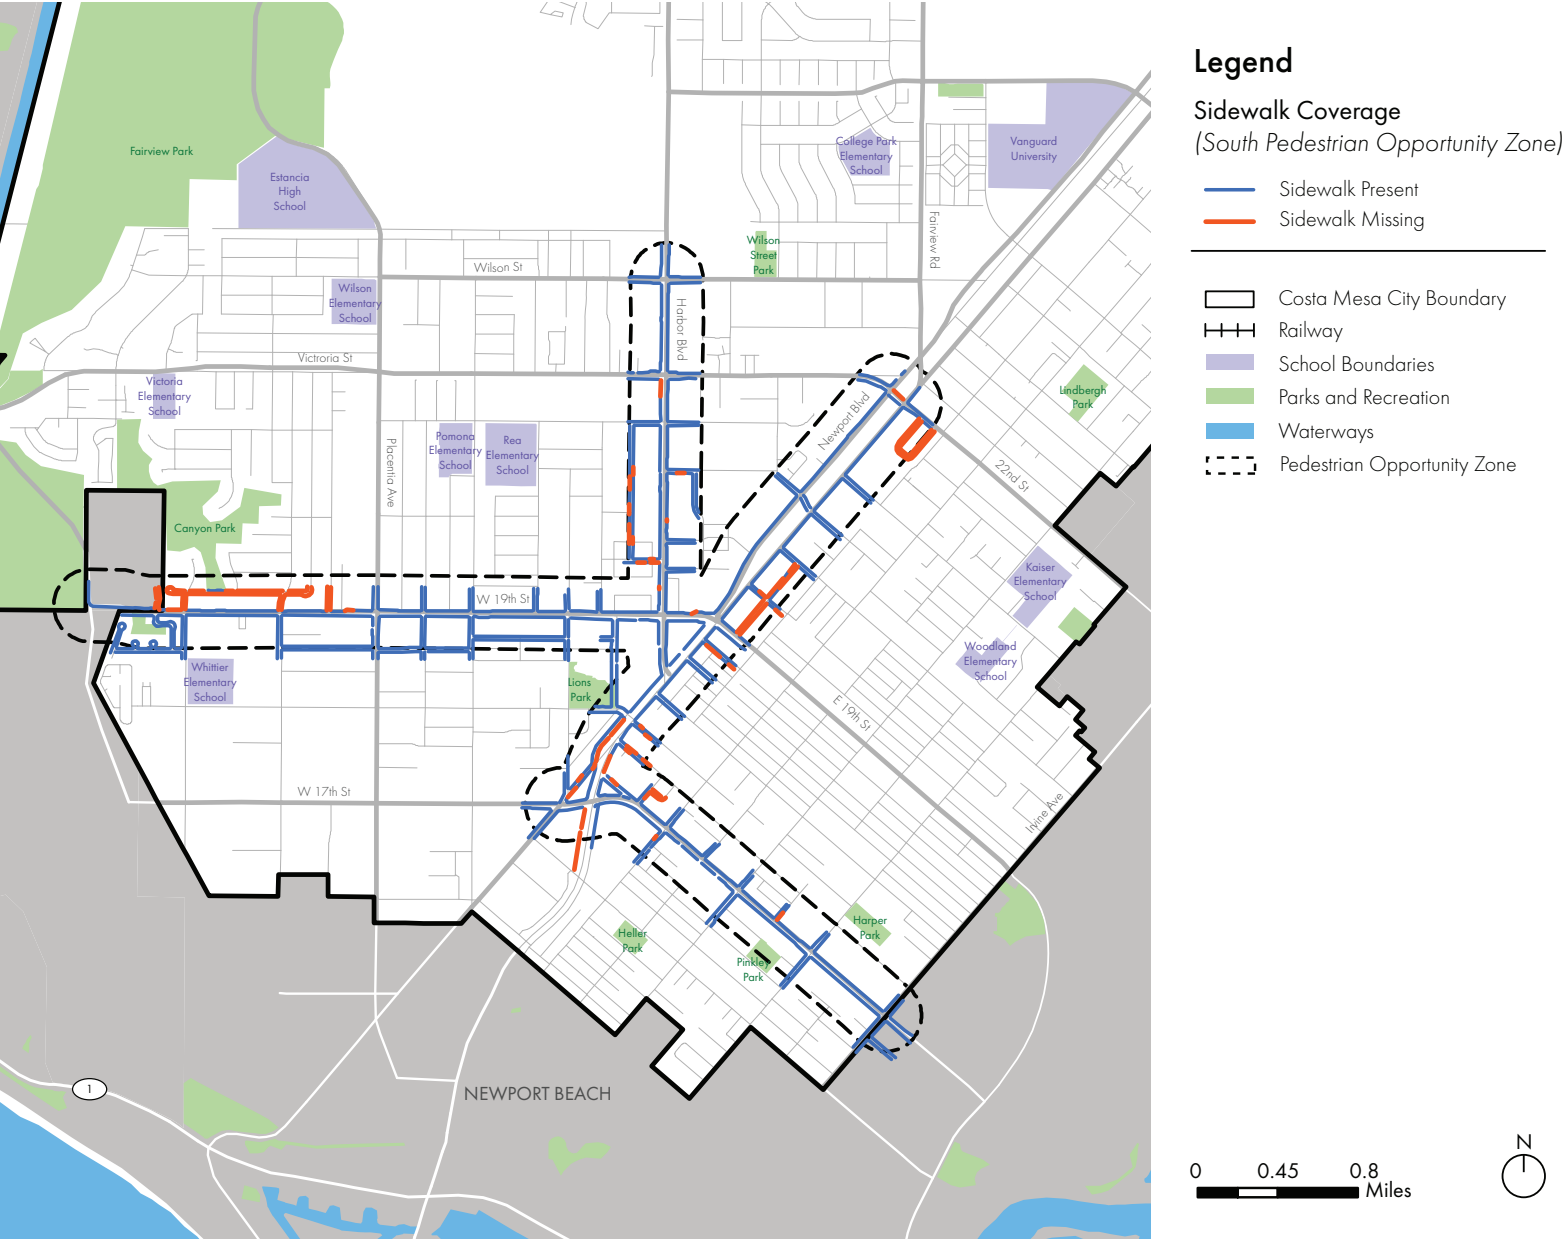 Fairview Park
Estancia
High
School
College Park
Elementary
School
Vanguard
University
Fairview Rd
Wilson
Street
Park
Wilson St
Wilson
Elementary
School
Harbor Blvd
Victroria St
Victoria
Elementary
School
Lindbergh
Park
Newport Blvd
Placentia Ave
Pomona
Elementary
School
Rea
Elementary
School
22nd St
Canyon Park
Kaiser
Elementary
School
W 19th St
Woodland
Elementary
School
Whittier
Elementary
School
Lions
Park
E 19th St
W 17th St
Irvine Ave
Harper
Park
Heller
Park
Pinkley
Park
1
NEWPORT BEACH
Legend
Sidewalk Coverage
(South Pedestrian Opportunity Zone)
Sidewalk Present
Sidewalk Missing
Costa Mesa City Boundary
Railway
School Boundaries
Parks and Recreation
Waterways
Pedestrian Opportunity Zone
0 0.45 0.8
Miles
N